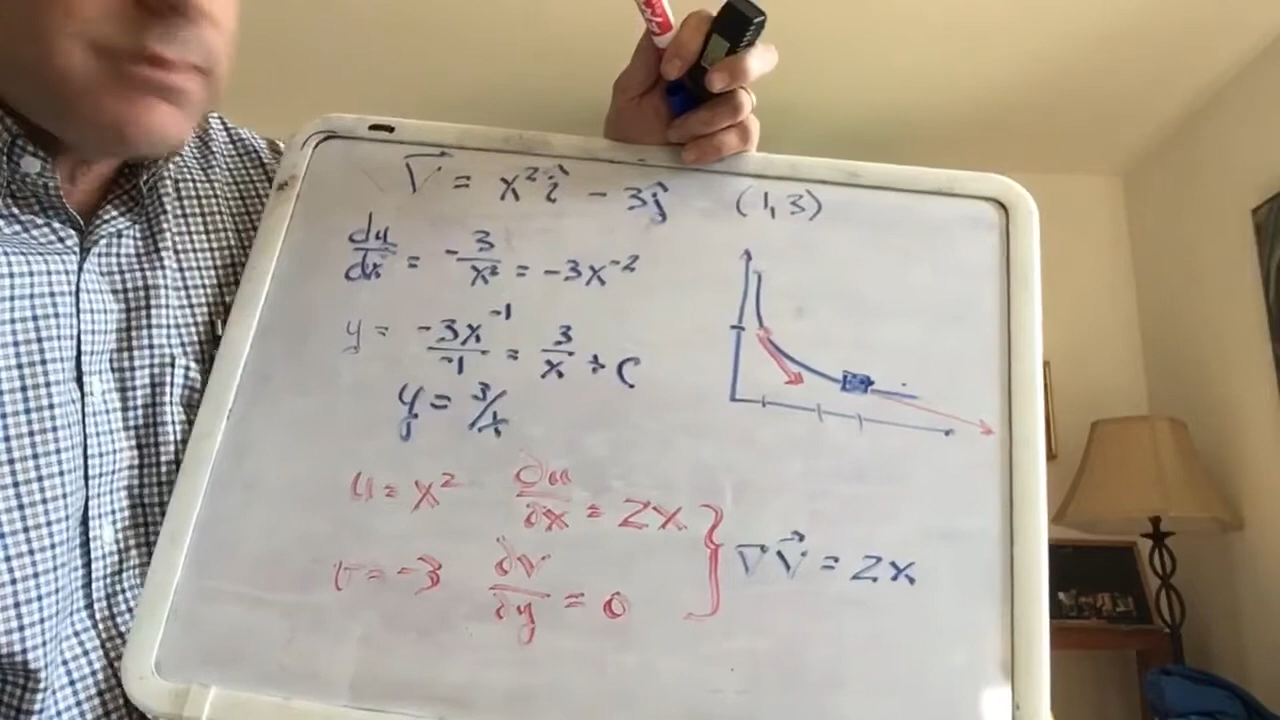 V⃗ = x² i⃗ - 3j⃗ (1,3)
dy/dx = -3/x² = -3x⁻²
y = -3x⁻¹/-1 = 3/x + C
y = 3/x
u = x² ∂u/∂x = 2x
v = -3 ∂v/∂y = 0
∇V⃗ = 2x